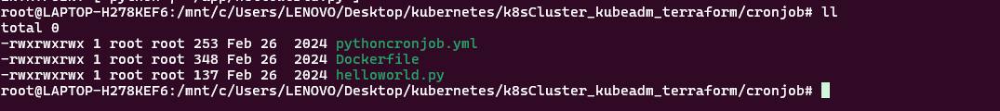 root@LAPTOP-H278KEF6:/mnt/c/Users/LENOVO/Desktop/kubernetes/k8sCluster_kubeadm_terraform/cronjob# ll
total 0
-rwxrwxrwx 1 root root 253 Feb 26  2024 pythoncronjob.yml
-rwxrwxrwx 1 root root 348 Feb 26  2024 Dockerfile
-rwxrwxrwx 1 root root 137 Feb 26  2024 helloworld.py
root@LAPTOP-H278KEF6:/mnt/c/Users/LENOVO/Desktop/kubernetes/k8sCluster_kubeadm_terraform/cronjob#